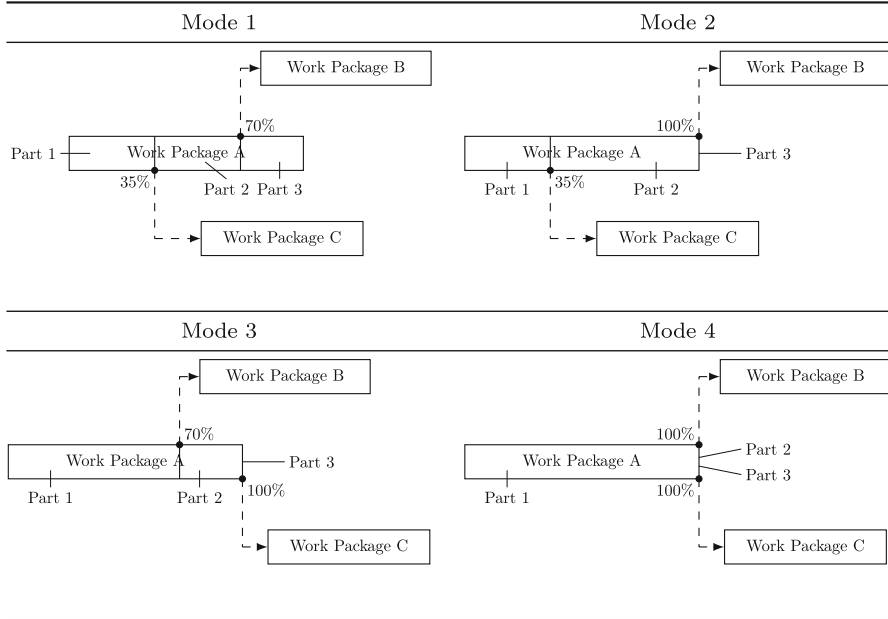 Mode 1
Mode 2
Work Package B
70%
Part 1
Work Package A
35%
Part 2
Part 3
Work Package C
Work Package B
100%
Work Package A
Part 3
Part 1
35%
Part 2
Work Package C
Mode 3
Mode 4
Work Package B
70%
Work Package A
Part 3
Part 1
Part 2
100%
Work Package C
Work Package B
100%
Work Package A
Part 2
Part 3
Part 1
100%
Work Package C